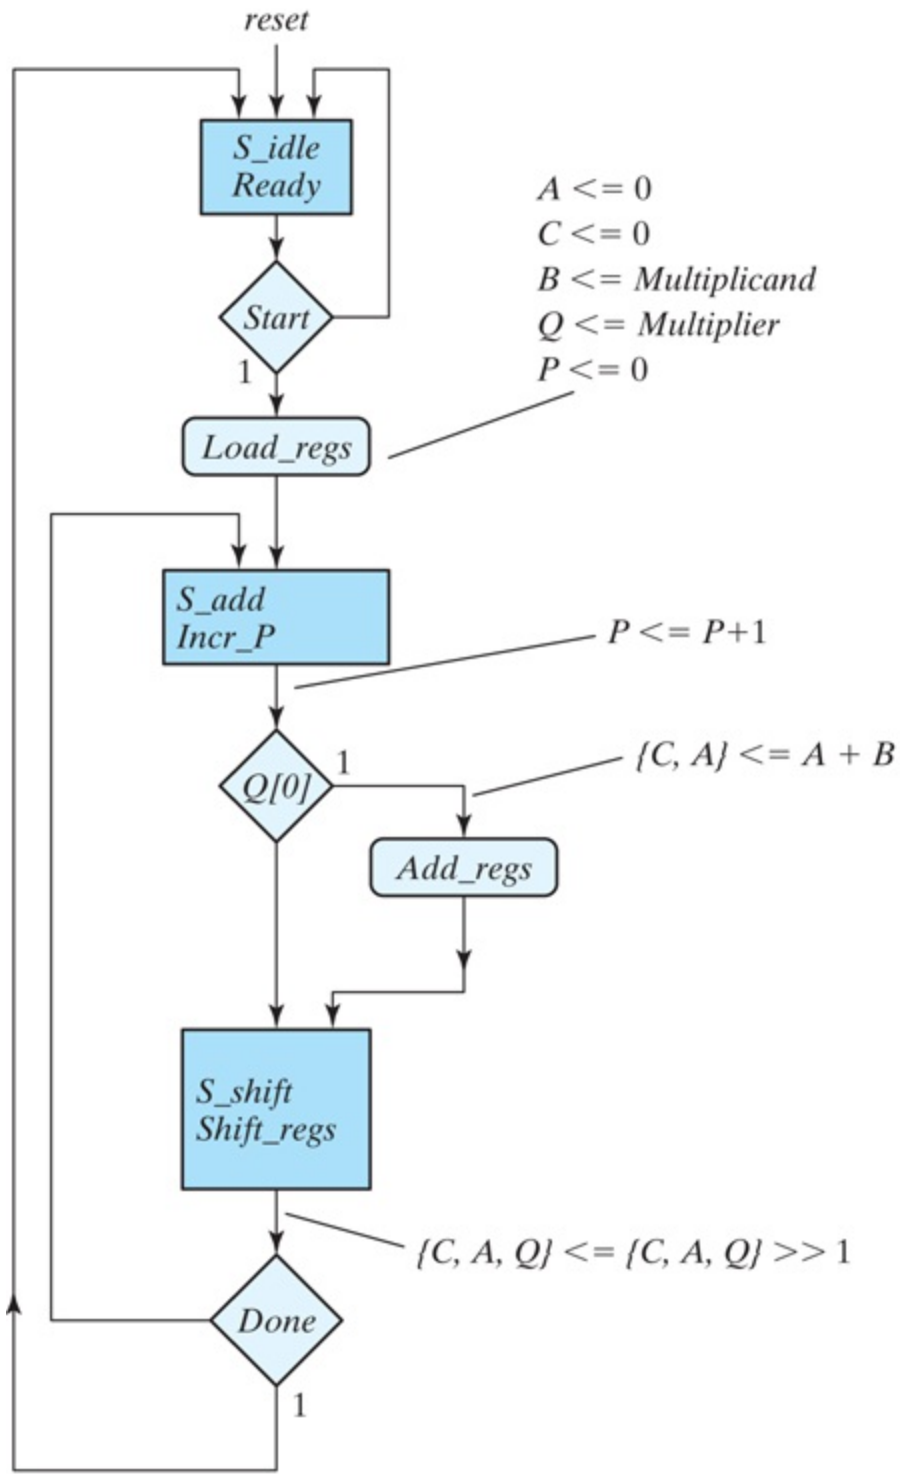 reset
S_idle
Ready
A <= 0
C <= 0
B <= Multiplicand
Q <= Multiplier
P <= 0
Start
1
Load_regs
S_add
Incr_P
P <= P+1
Q[0]
1
{C, A} <= A + B
Add_regs
S_shift
Shift_regs
{C, A, Q} <= {C, A, Q} >> 1
Done
1